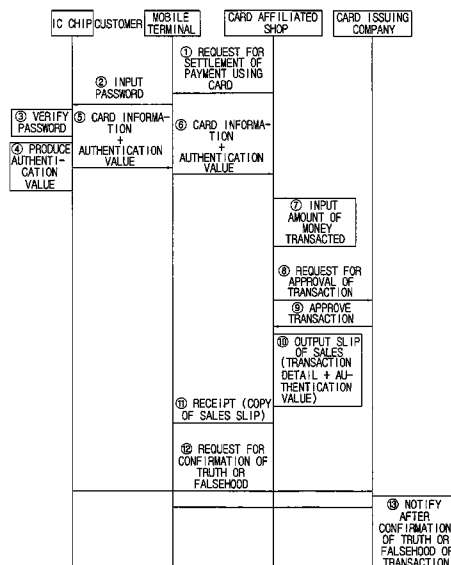 IC CHIP
CUSTOMER
MOBILE
TERMINAL
CARD AFFILIATED
SHOP
CARD ISSUING
COMPANY
① REQUEST FOR
SETTLEMENT OF
PAYMENT USING
CARD
② INPUT
PASSWORD
③ VERIFY
PASSWORD
④ PRODUCE
AUTHENTI-
CATION
VALUE
⑤ CARD INFORMA-
TION
+
AUTHENTICATION
VALUE
⑥ CARD INFORMA-
TION
+
AUTHENTICATION
VALUE
⑦ INPUT
AMOUNT OF
MONEY
TRANSACTED
⑧ REQUEST FOR
APPROVAL OF
TRANSACTION
⑨ APPROVE
TRANSACTION
⑩ OUTPUT SLIP
OF SALES
(TRANSACTION
DETAIL + AU-
THENTICATION
VALUE)
⑪ RECEIPT (COPY
OF SALES SLIP)
⑫ REQUEST FOR
CONFIRMATION OF
TRUTH OR
FALSEHOOD
⑬ NOTIFY
AFTER
CONFIRMATION
OF TRUTH OR
FALSEHOOD OF
TRANSACTION